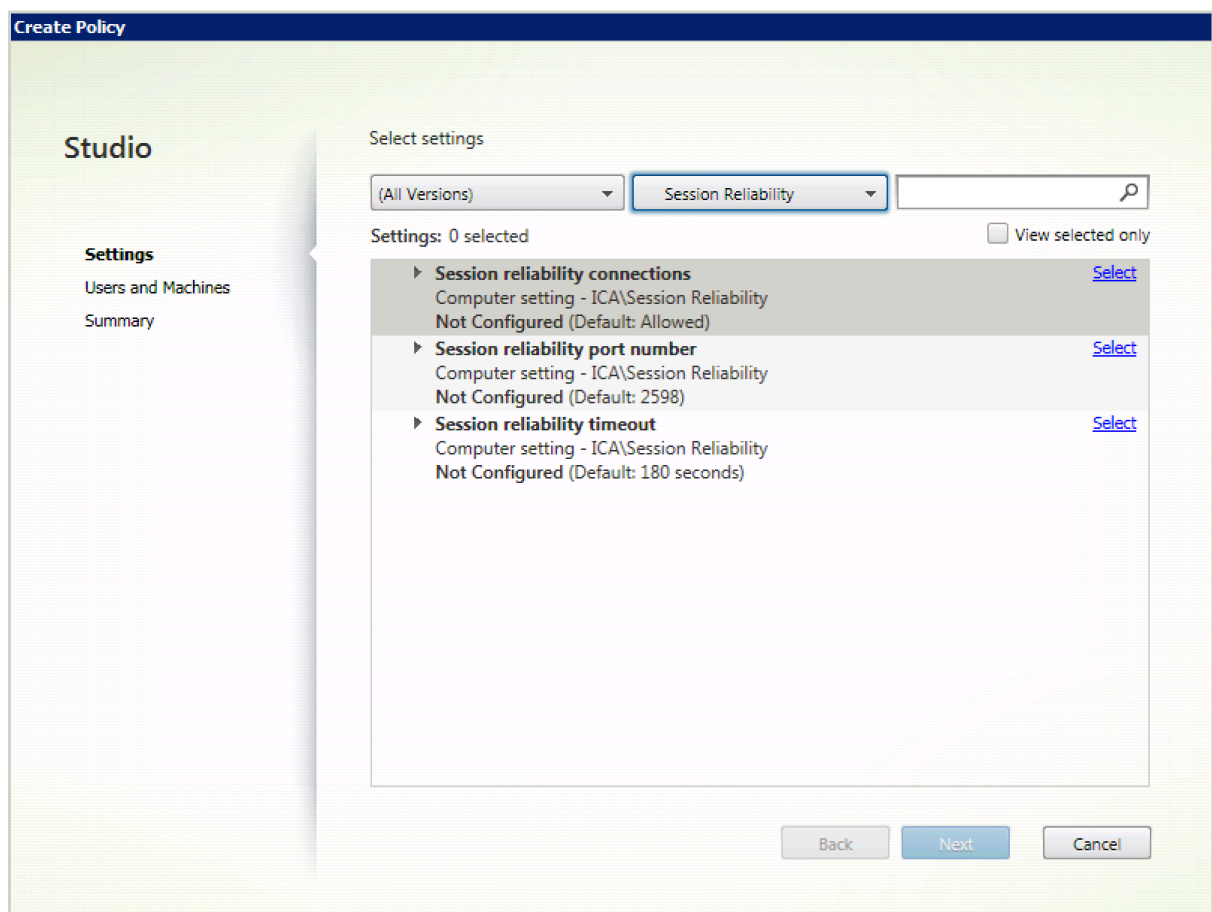 Create Policy
Studio
Settings
Users and Machines
Summary
Select settings
(All Versions)
Session Reliability
Settings: 0 selected
View selected only
Session reliability connections
Select
Computer setting - ICA\Session Reliability
Not Configured (Default: Allowed)
Session reliability port number
Select
Computer setting - ICA\Session Reliability
Not Configured (Default: 2598)
Session reliability timeout
Select
Computer setting - ICA\Session Reliability
Not Configured (Default: 180 seconds)
Back
Next
Cancel